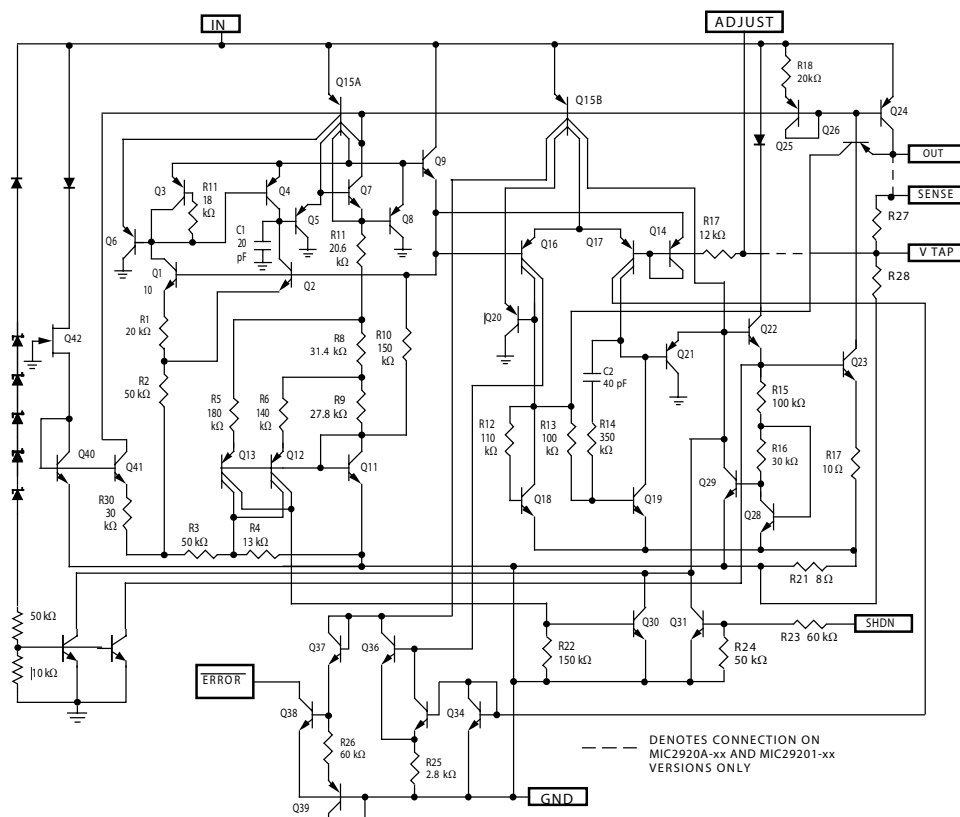 IN
ADJUST
Q15A
Q15B
R18
20kΩ
Q24
Q26
Q25
OUT
SENSE
R27
V TAP
R28
Q9
Q3
R11
18
kΩ
Q4
Q7
Q5
Q8
C1
20
pF
R11
20.6
kΩ
Q6
Q1
10
Q2
Q16
Q17
Q14
R17
12 kΩ
Q42
R1
20 kΩ
R2
50 kΩ
R8
31.4 kΩ
R10
150
kΩ
Q20
Q21
Q22
Q23
C2
40 pF
R5
180
kΩ
R6
140
kΩ
R9
27.8 kΩ
R15
100 kΩ
R12
110
kΩ
R13
100
kΩ
R14
350
kΩ
R16
30 kΩ
R17
10 Ω
Q40
Q41
Q13
Q12
Q11
Q29
R30
30
kΩ
Q18
Q19
Q28
R3
50 kΩ
R4
13 kΩ
R21 8 Ω
50 kΩ
10 kΩ
Q37
Q36
R22
150 kΩ
Q30
Q31
R24
50 kΩ
R23 60 kΩ
SHDN
ERROR
Q38
Q34
R26
60 kΩ
R25
2.8 kΩ
Q39
GND
DENOTES CONNECTION ON
MIC2920A-xx AND MIC29201-xx
VERSIONS ONLY